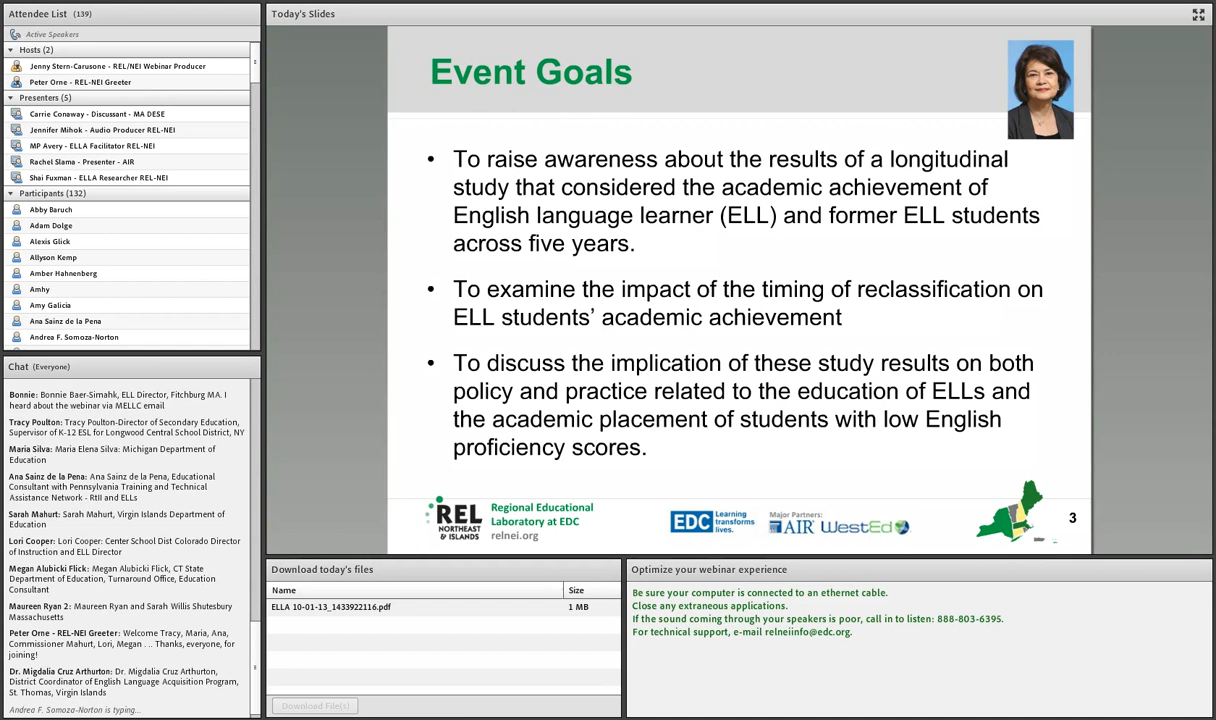 Attendee List (139)
Active Speakers
Hosts (2)
Jenny Stern-Carusone - REL/NEI Webinar Producer
Peter Orne - REL-NEI Greeter
Presenters (5)
Carrie Conaway - Discussant - MA DESE
Jennifer Mihok - Audio Producer REL-NEI
MP Avery - ELLA Facilitator REL-NEI
Rachel Slama - Presenter - AIR
Shai Fuxman - ELLA Researcher REL-NEI
Participants (132)
Abby Baruch
Adam Dolge
Alexis Glick
Allyson Kemp
Amber Hahnenberg
Amhy
Amy Galicia
Ana Sainz de la Pena
Andrea F. Somoza-Norton
Chat (Everyone)
Bonnie: Bonnie Baer-Simahk, ELL Director, Fitchburg MA. I
heard about the webinar via MELLC email
Tracy Poulton: Tracy Poulton-Director of Secondary Education,
Supervisor of K-12 ESL for Longwood Central School District, NY
Maria Silva: Maria Elena Silva: Michigan Department of
Education
Ana Sainz de la Pena: Ana Sainz de la Pena, Educational
Consultant with Pennsylvania Training and Technical
Assistance Network - RtII and ELLs
Sarah Mahurt: Sarah Mahurt, Virgin Islands Department of
Education
Lori Cooper: Lori Cooper: Center School Dist Colorado Director
of Instruction and ELL Director
Megan Alubicki Flick: Megan Alubicki Flick, CT State
Department of Education, Turnaround Office, Education
Consultant
Maureen Ryan 2: Maureen Ryan and Sarah Willis Shutesbury
Massachusetts
Peter Orne - REL-NEI Greeter: Welcome Tracy, Maria, Ana,
Commissioner Mahurt, Lori, Megan . .. Thanks, everyone, for
joining!
Dr. Migdalia Cruz Arthurton: Dr. Migdalia Cruz Arthurton,
District Coordinator of English Language Acquisition Program,
St. Thomas, Virgin Islands
Andrea F. Somoza-Norton is typing...
Today's Slides
Event Goals
• To raise awareness about the results of a longitudinal
study that considered the academic achievement of
English language learner (ELL) and former ELL students
across five years.
• To examine the impact of the timing of reclassification on
ELL students’ academic achievement
• To discuss the implication of these study results on both
policy and practice related to the education of ELLs and
the academic placement of students with low English
proficiency scores.
REL
NORTHEAST
& ISLANDS
Regional Educational
Laboratory at EDC
relnei.org
EDC Learning
transforms
lives.
Major Partners:
AIR WestEd
3
Download today's files
Name Size
ELLA 10-01-13_1433922116.pdf 1 MB
Download File(s)
Optimize your webinar experience
Be sure your computer is connected to an ethernet cable.
Close any extraneous applications.
If the sound coming through your speakers is poor, call in to listen: 888-803-6395.
For technical support, e-mail relneiinfo@edc.org.